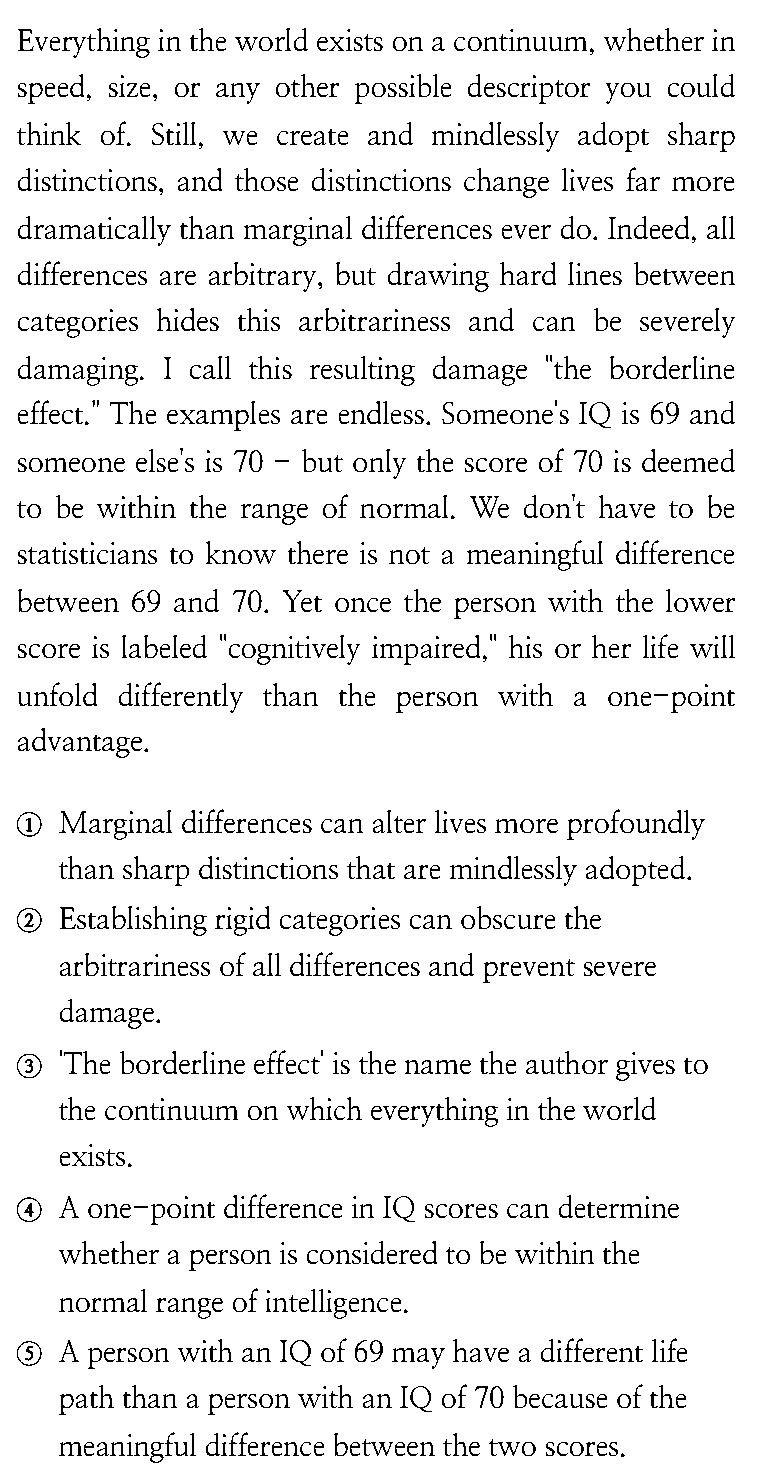 Everything in the world exists on a continuum, whether in
speed, size, or any other possible descriptor you could
think of. Still, we create and mindlessly adopt sharp
distinctions, and those distinctions change lives far more
dramatically than marginal differences ever do. Indeed, all
differences are arbitrary, but drawing hard lines between
categories hides this arbitrariness and can be severely
damaging. I call this resulting damage "the borderline
effect." The examples are endless. Someone's IQ is 69 and
someone else's is 70 - but only the score of 70 is deemed
to be within the range of normal. We don't have to be
statisticians to know there is not a meaningful difference
between 69 and 70. Yet once the person with the lower
score is labeled "cognitively impaired," his or her life will
unfold differently than the person with a one-point
advantage.
① Marginal differences can alter lives more profoundly
than sharp distinctions that are mindlessly adopted.
② Establishing rigid categories can obscure the
arbitrariness of all differences and prevent severe
damage.
③ 'The borderline effect' is the name the author gives to
the continuum on which everything in the world
exists.
④ A one-point difference in IQ scores can determine
whether a person is considered to be within the
normal range of intelligence.
⑤ A person with an IQ of 69 may have a different life
path than a person with an IQ of 70 because of the
meaningful difference between the two scores.